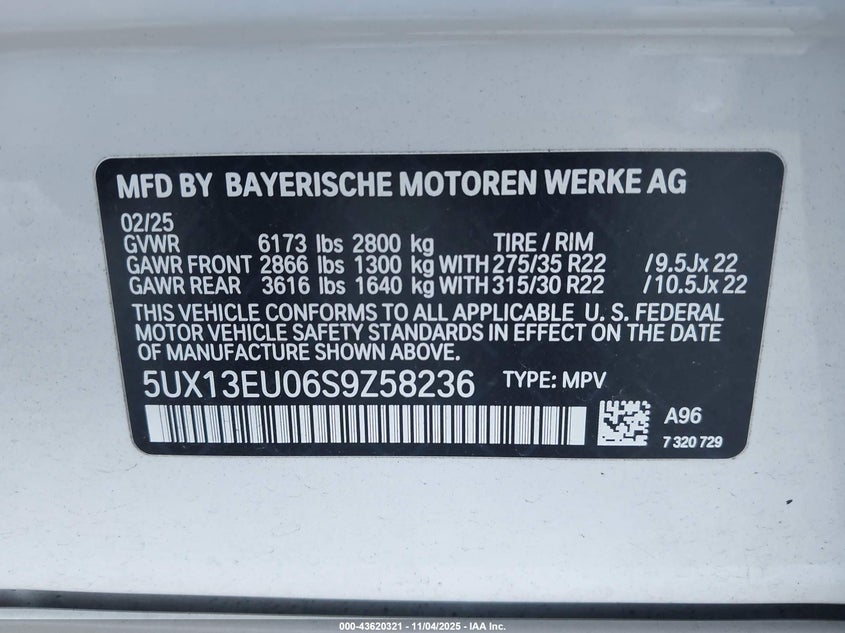 MFD BY BAYERISCHE MOTOREN WERKE AG
02/25
GVWR 6173 lbs 2800 kg TIRE / RIM
GAWR FRONT 2866 lbs 1300 kg WITH 275/35 R22 / 9.5Jx 22
GAWR REAR 3616 lbs 1640 kg WITH 315/30 R22 / 10.5Jx 22
THIS VEHICLE CONFORMS TO ALL APPLICABLE U. S. FEDERAL
MOTOR VEHICLE SAFETY STANDARDS IN EFFECT ON THE DATE
OF MANUFACTURE SHOWN ABOVE.
5UX13EU06S9Z58236 TYPE: MPV
A96
7 320 729
000-43620321 - 11/04/2025 - IAA Inc.